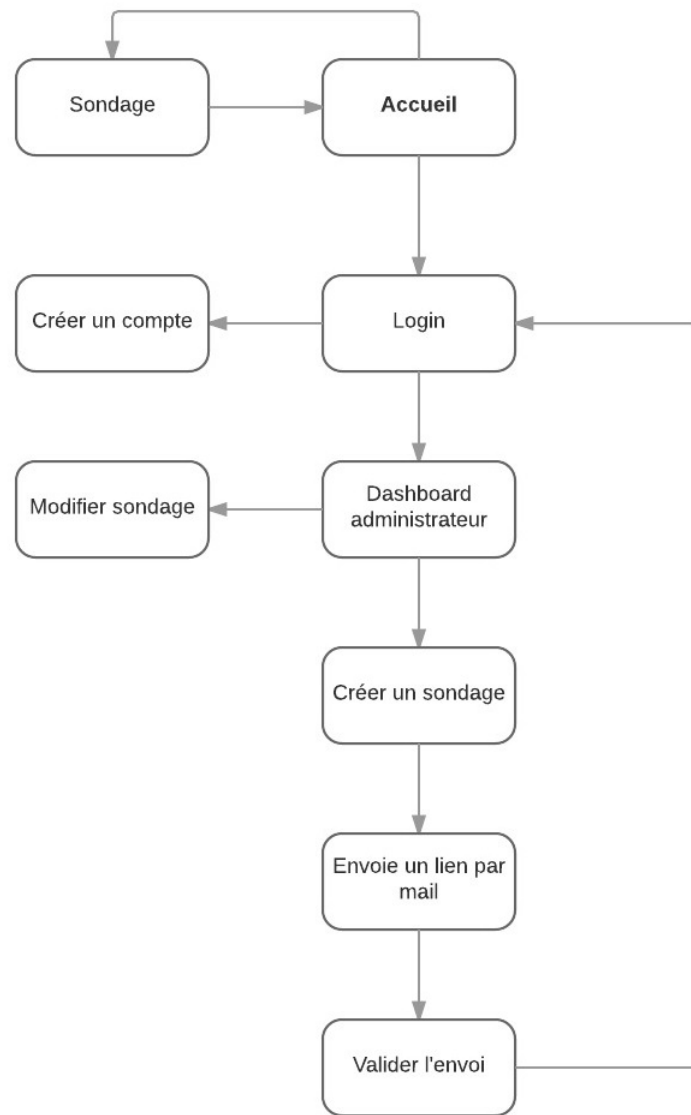 Sondage
Accueil
Créer un compte
Login
Modifier sondage
Dashboard
administrateur
Créer un sondage
Envoie un lien par
mail
Valider l'envoi